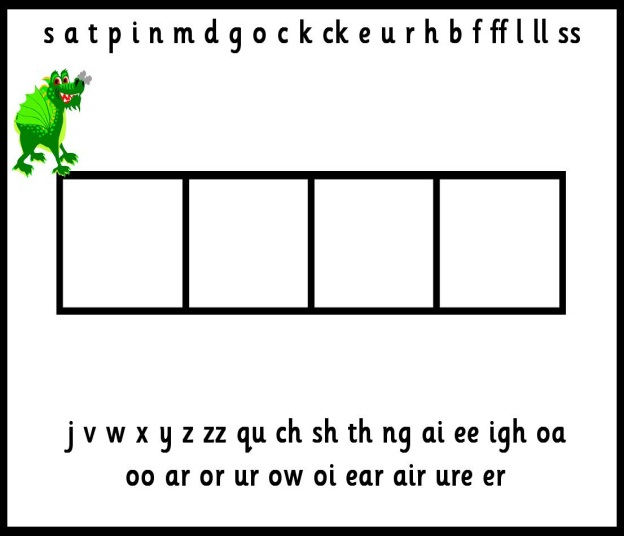 s a t p i n m d g o c k ck e u r h b f ff l ll ss
j v w x y z zz qu ch sh th ng ai ee igh oa
oo ar or ur ow oi ear air ure er